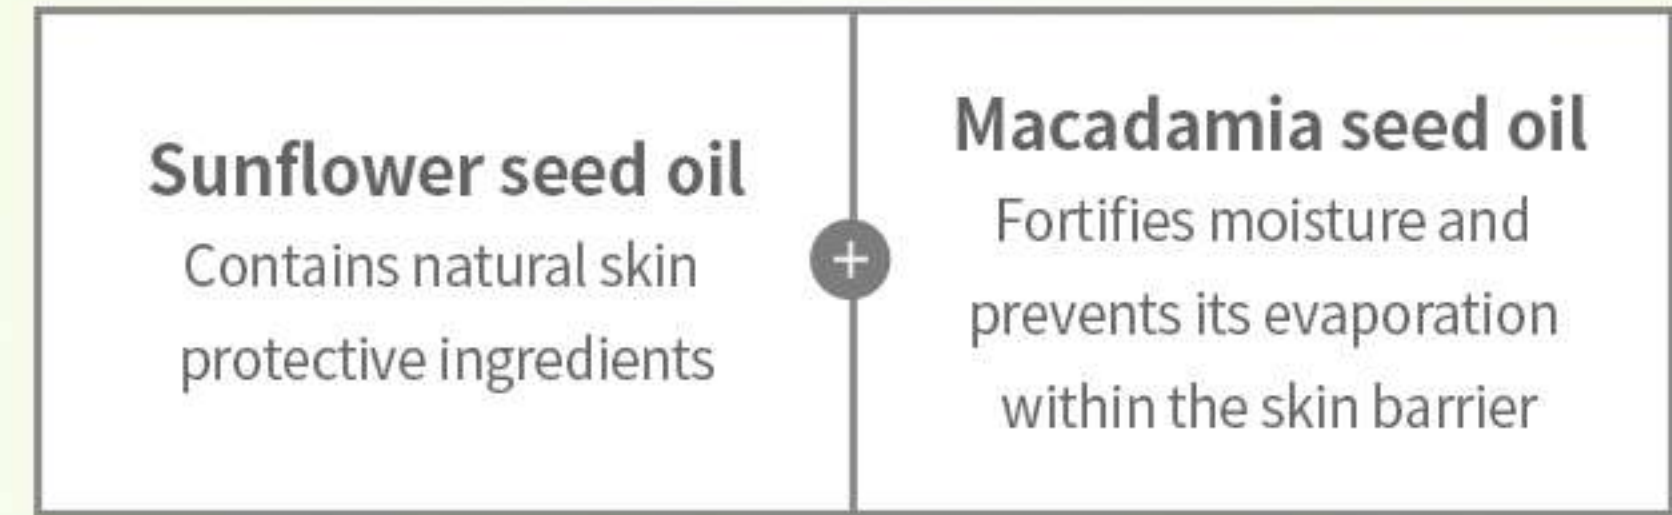 Sunflower seed oil
Contains natural skin
protective ingredients
+
Macadamia seed oil
Fortifies moisture and
prevents its evaporation
within the skin barrier